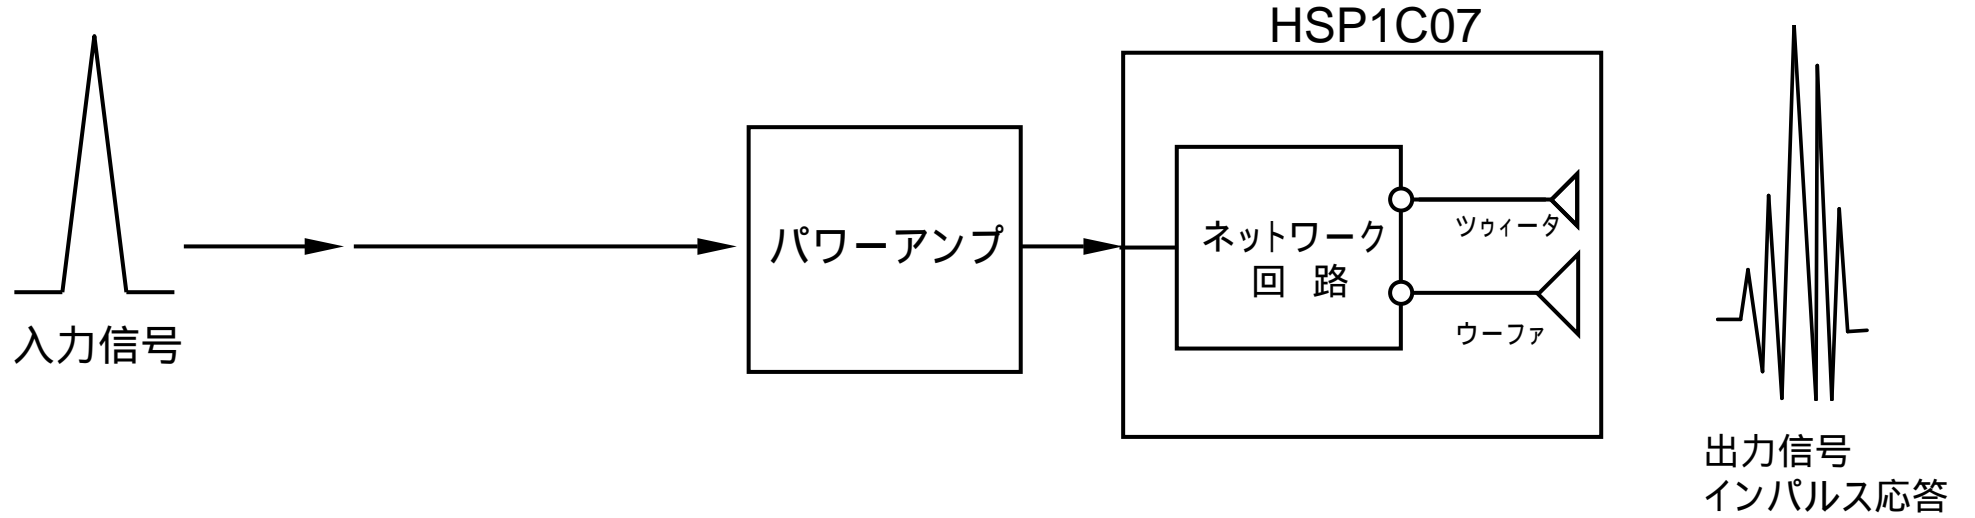 HSP1C07
パワーアンプ
ネットワーク
回 路
ツゥィータ
ウーファ
入力信号
出力信号
インパルス応答